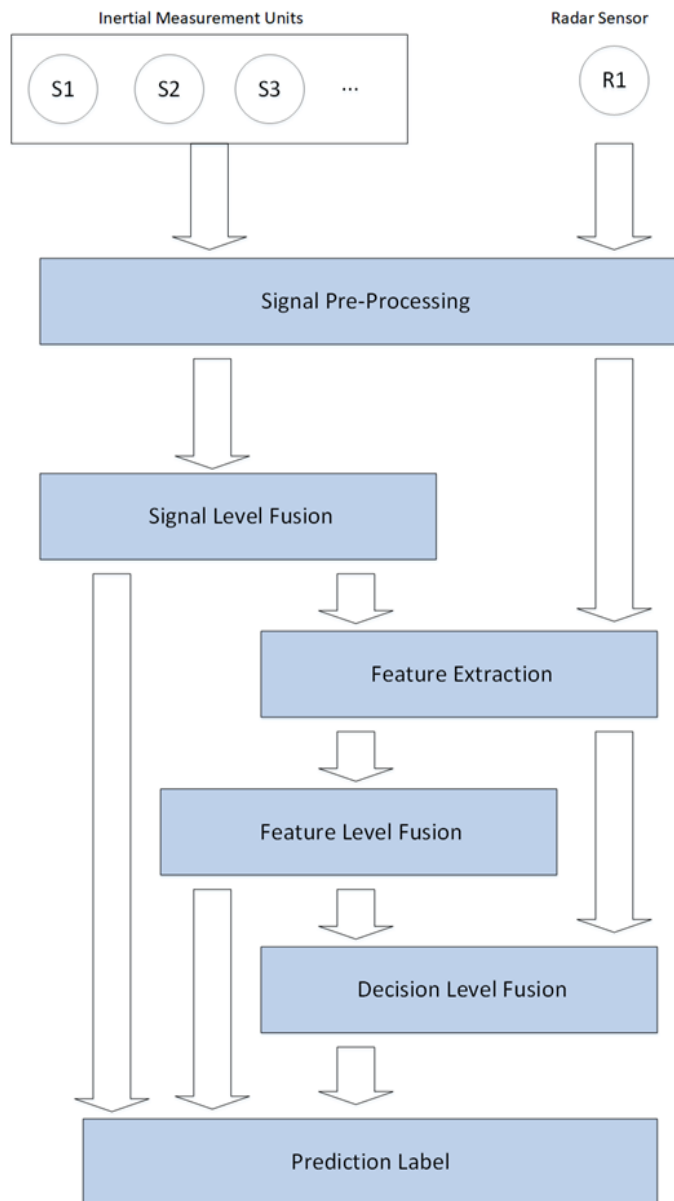 Inertial Measurement Units
Radar Sensor
S1 S2 S3 ...
R1
Signal Pre-Processing
Signal Level Fusion
Feature Extraction
Feature Level Fusion
Decision Level Fusion
Prediction Label